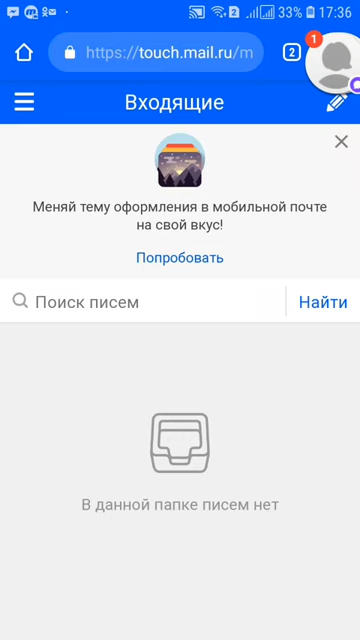 33% 17:36
https://touch.mail.ru/m
2
1
Входящие
Меняй тему оформления в мобильной почте
на свой вкус!
Попробовать
Поиск писем
Найти
В данной папке писем нет